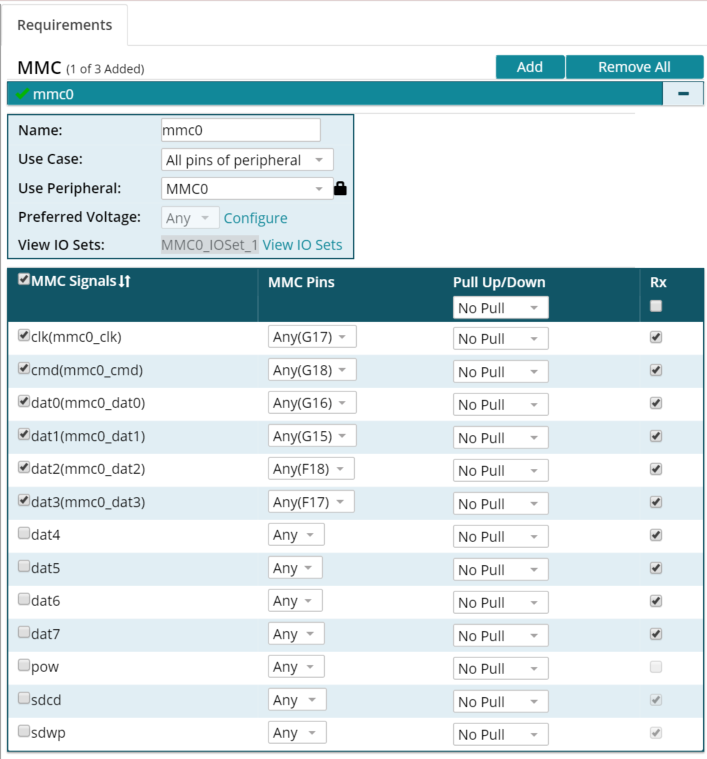 Requirements
MMC (1 of 3 Added) Add Remove All
mmc0
Name: mmc0
Use Case: All pins of peripheral
Use Peripheral: MMC0
Preferred Voltage: Any Configure
View IO Sets: MMC0_IOSet_1 View IO Sets
MMC Signals MMC Pins Pull Up/Down Rx
No Pull
clk(mmc0_clk) Any(G17) No Pull
cmd(mmc0_cmd) Any(G18) No Pull
dat0(mmc0_dat0) Any(G16) No Pull
dat1(mmc0_dat1) Any(G15) No Pull
dat2(mmc0_dat2) Any(F18) No Pull
dat3(mmc0_dat3) Any(F17) No Pull
dat4 Any No Pull
dat5 Any No Pull
dat6 Any No Pull
dat7 Any No Pull
pow Any No Pull
sdcd Any No Pull
sdwp Any No Pull